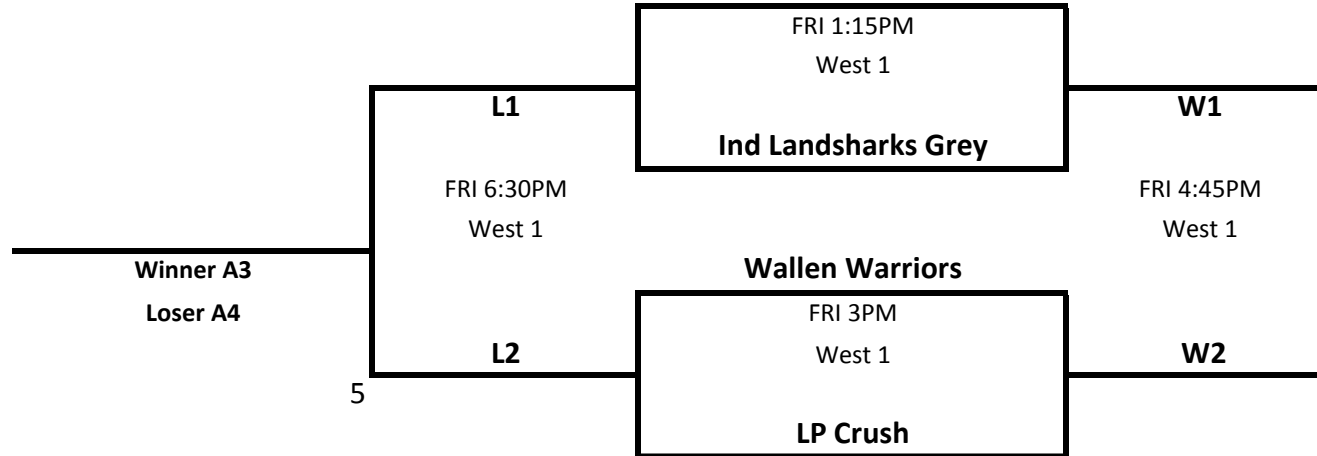 FRI 1:15PM
West 1
L1
W1
Ind Landsharks Grey
FRI 6:30PM
FRI 4:45PM
West 1
West 1
Winner A3
Wallen Warriors
Loser A4
FRI 3PM
L2
West 1
W2
5
LP Crush